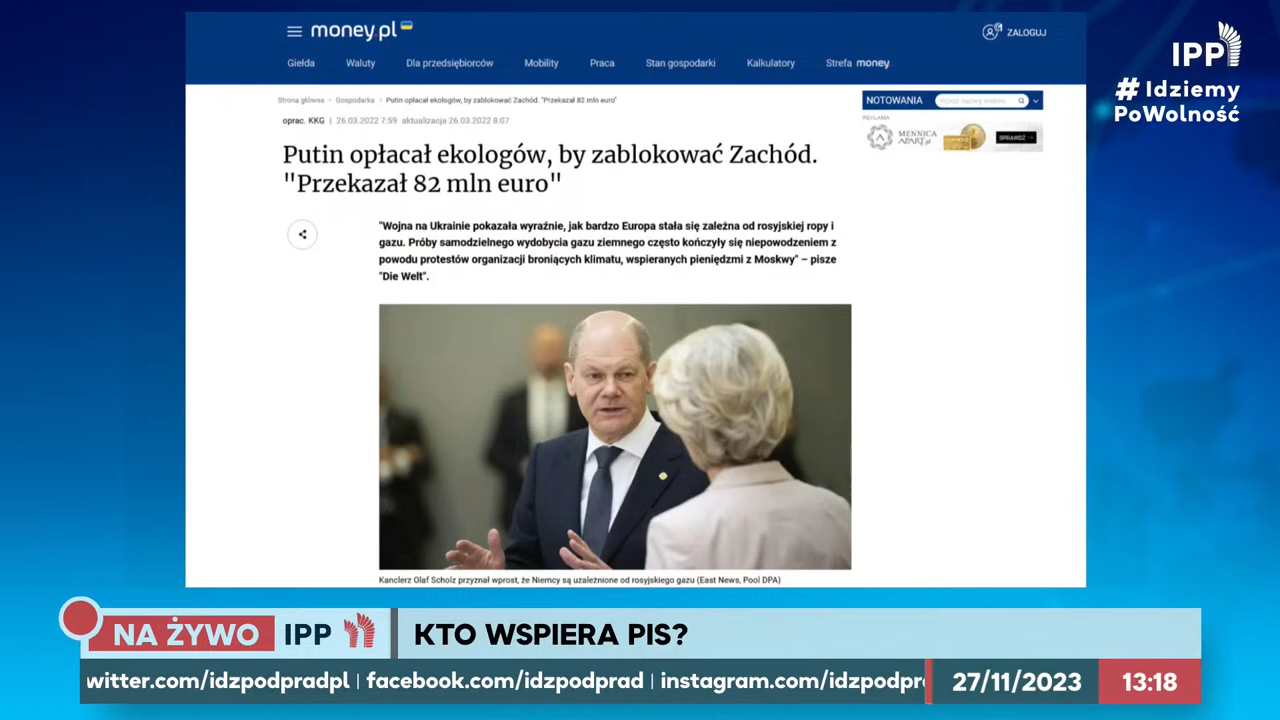 money.pl
ZALOGUJ
Giełda
Waluty
Dla przedsiębiorców
Mobility
Praca
Stan gospodarki
Kalkulatory
Strefa money.
IPP
#Idziemy
PoWolność
Strona główna › Gospodarka › Putin opłacał ekologów, by zablokować Zachód. "Przekazał 82 mln euro"
NOTOWANIA
Wpisz nazwę waloru
REKLAMA
MENNICA
APART.pl
SPRAWDŹ
oprac. KKG | 26.03.2022 7:59 aktualizacja 26.03.2022 8:07
Putin opłacał ekologów, by zablokować Zachód.
"Przekazał 82 mln euro"
"Wojna na Ukrainie pokazała wyraźnie, jak bardzo Europa stała się zależna od rosyjskiej ropy i
gazu. Próby samodzielnego wydobycia gazu ziemnego często kończyły się niepowodzeniem z
powodu protestów organizacji broniących klimatu, wspieranych pieniędzmi z Moskwy" – pisze
"Die Welt".
Kanclerz Olaf Scholz przyznał wprost, że Niemcy są uzależnione od rosyjskiego gazu (East News, Pool DPA)
NA ŻYWO IPP
KTO WSPIERA PIS?
witter.com/idzpodpradpl | facebook.com/idzpodprad | instagram.com/idzpodpr
27/11/2023
13:18